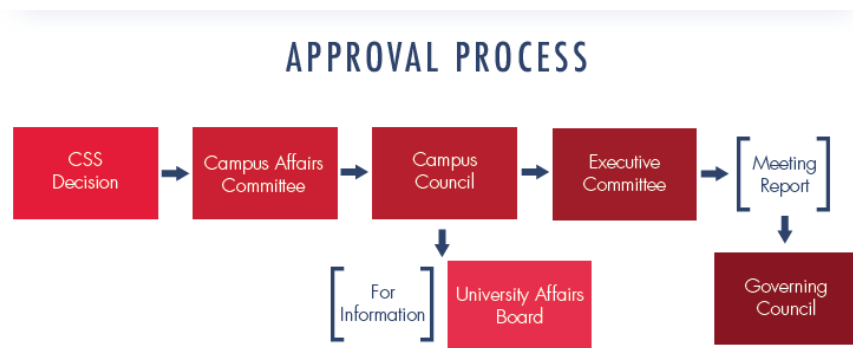 APPROVAL PROCESS
CSS
Decision
Campus Affairs
Committee
Campus
Council
Executive
Committee
Meeting
Report
For
Information
University Affairs
Board
Governing
Council